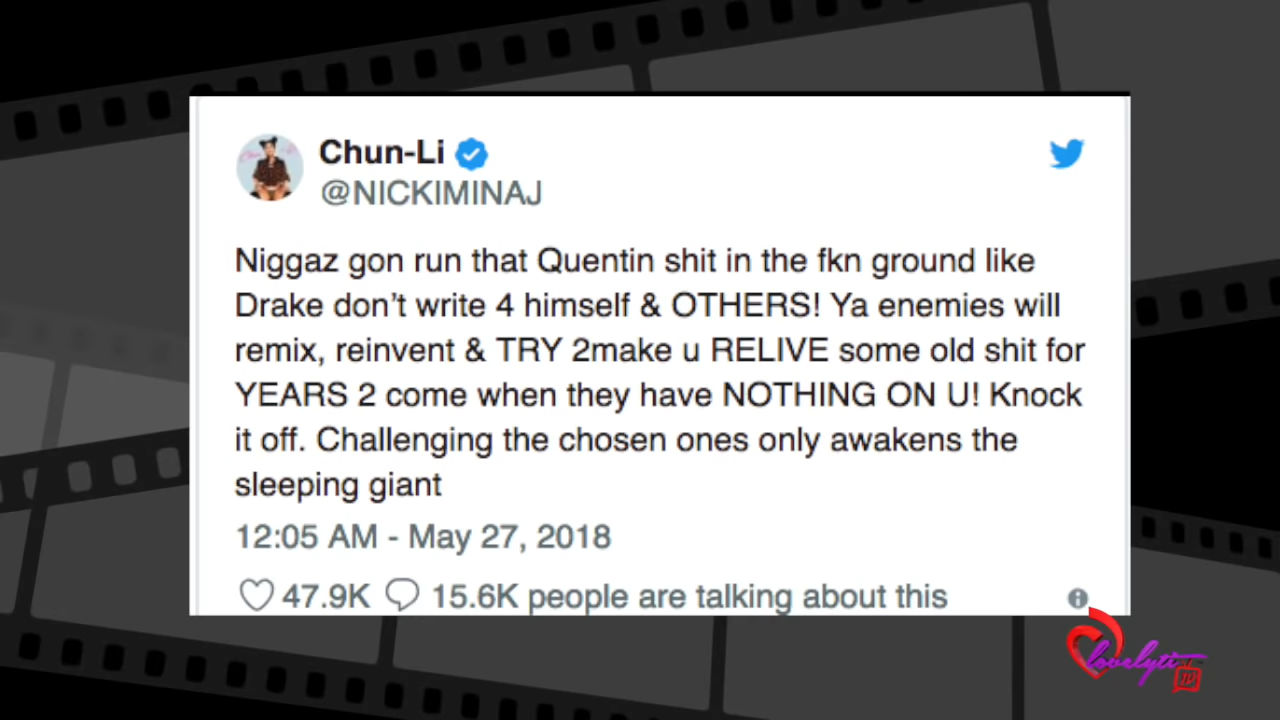 Chun-Li
@NICKIMINAJ
Niggaz gon run that Quentin shit in the fkn ground like
Drake don't write 4 himself & OTHERS! Ya enemies will
remix, reinvent & TRY 2make u RELIVE some old shit for
YEARS 2 come when they have NOTHING ON U! Knock
it off. Challenging the chosen ones only awakens the
sleeping giant
12:05 AM - May 27, 2018
47.9K 15.6K people are talking about this
lovelyti
TV